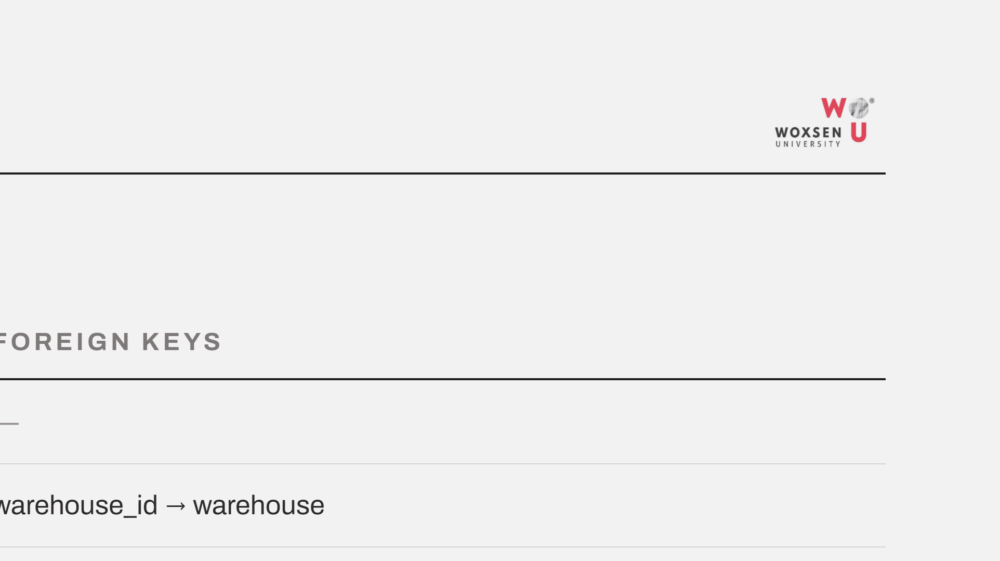 W ®
WOXSEN U
UNIVERSITY
FOREIGN KEYS
—
warehouse_id → warehouse